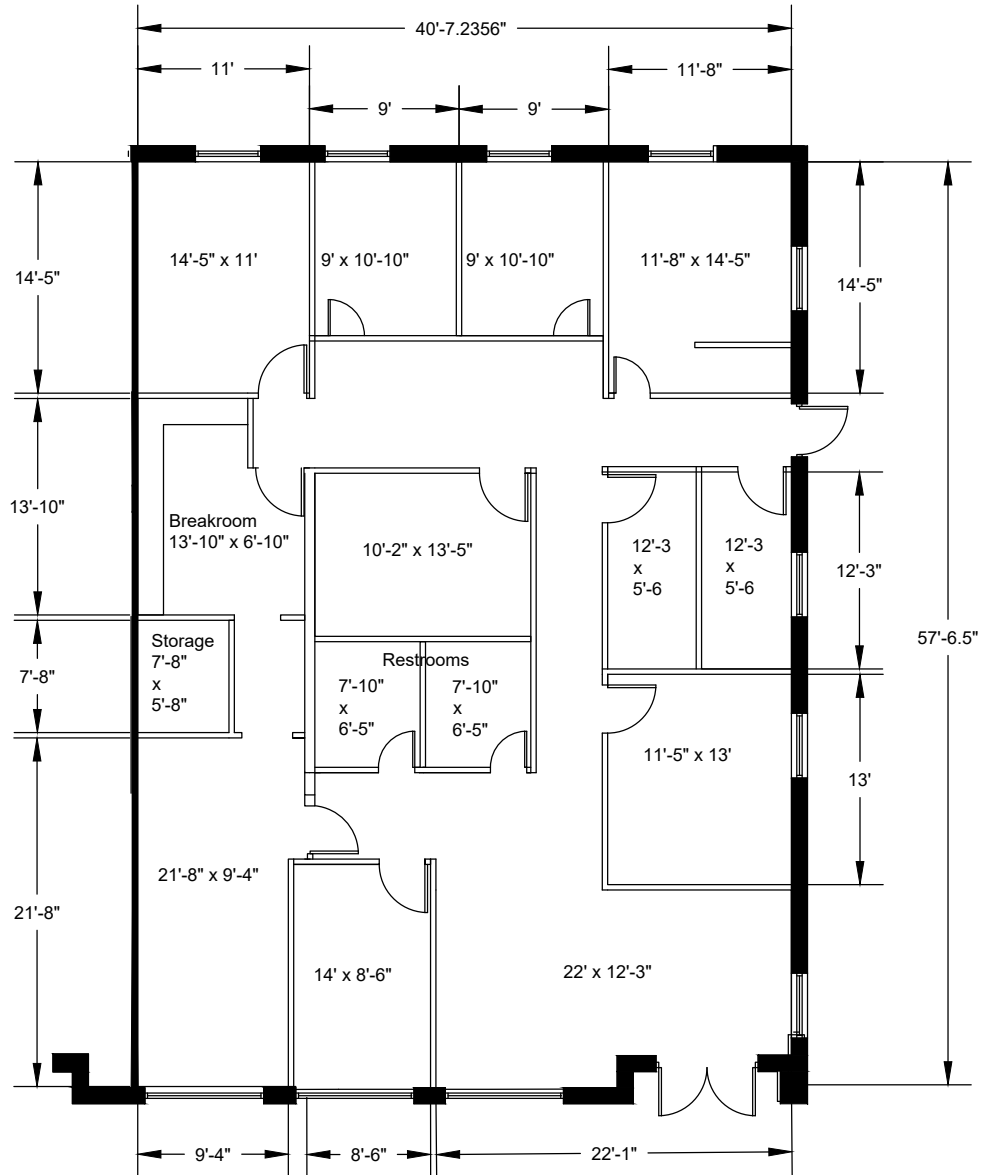 40'-7.2356"
11'
11'-8"
9'
9'
14'-5" x 11'
9' x 10'-10"
9' x 10'-10"
11'-8" x 14'-5"
14'-5"
14'-5"
13'-10"
Breakroom
13'-10" x 6'-10"
10'-2" x 13'-5"
12'-3
x
5'-6
12'-3
x
5'-6
12'-3"
57'-6.5"
Storage
7'-8"
x
5'-8"
7'-8"
Restrooms
7'-10"
x
6'-5"
7'-10"
x
6'-5"
11'-5" x 13'
13'
21'-8" x 9'-4"
21'-8"
14' x 8'-6"
22' x 12'-3"
9'-4"
8'-6"
22'-1"